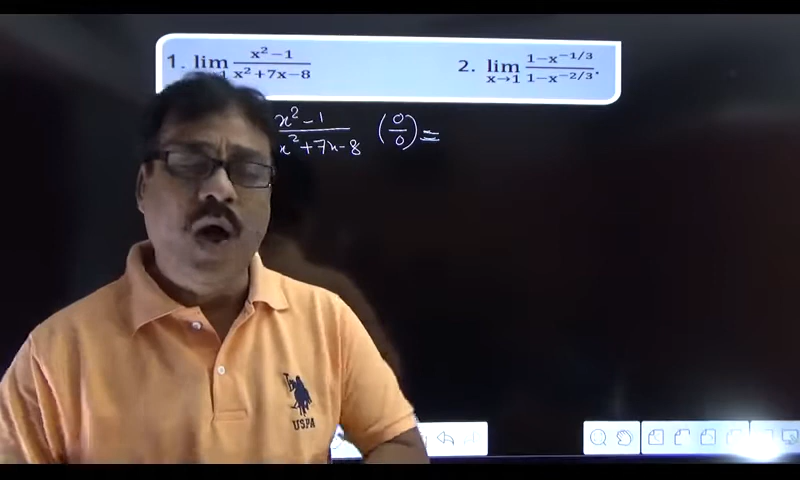 1. lim x² − 1 / x² + 7x − 8
2. lim x→1 1 − x^−1/3 / 1 − x^−2/3 .
x² − 1 / x² + 7x − 8 (0/0) =
USPA